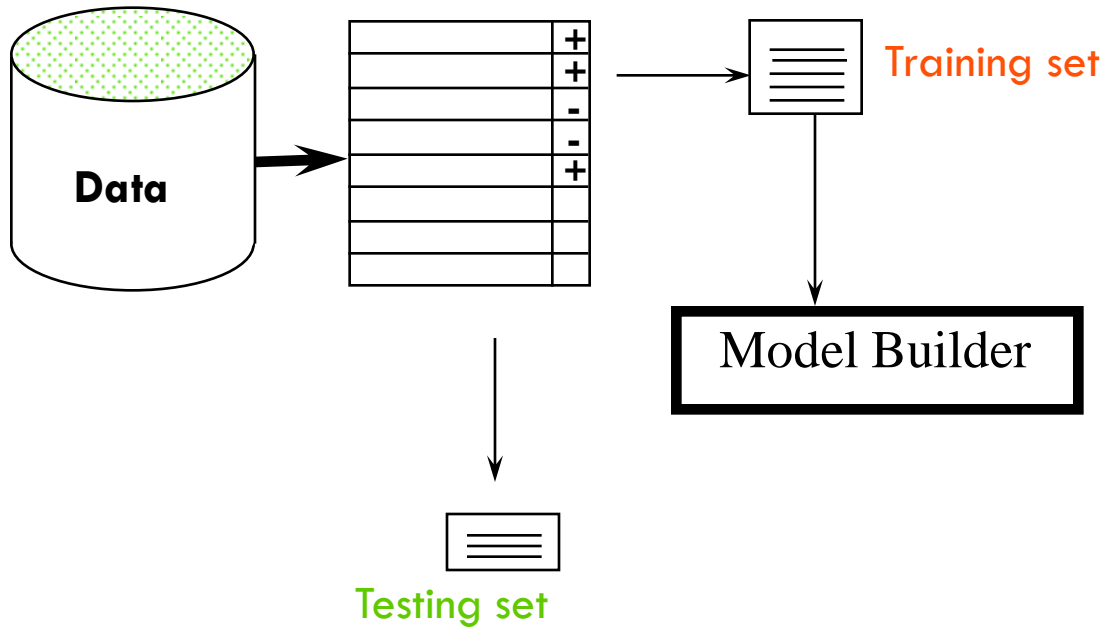 +
+
-
-
+
Training set
Data
Model Builder
Testing set